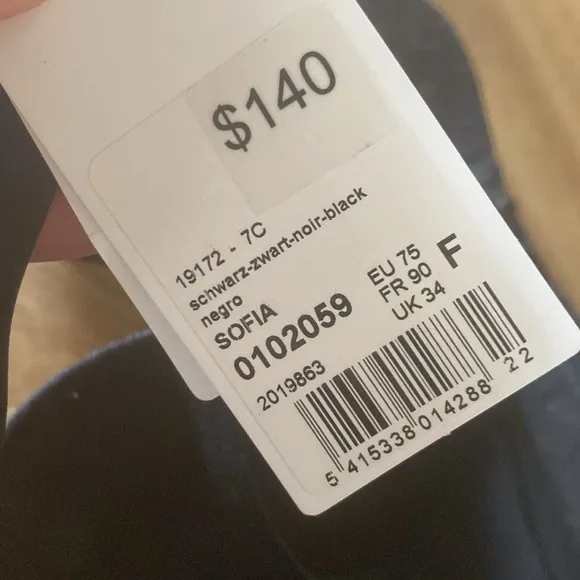 $140
19172 - 7C
schwarz-zwart-noir-black
negro
SOFIA
0102059
EU 75
FR 90
UK 34
F
2019863
5 415338 014288 22